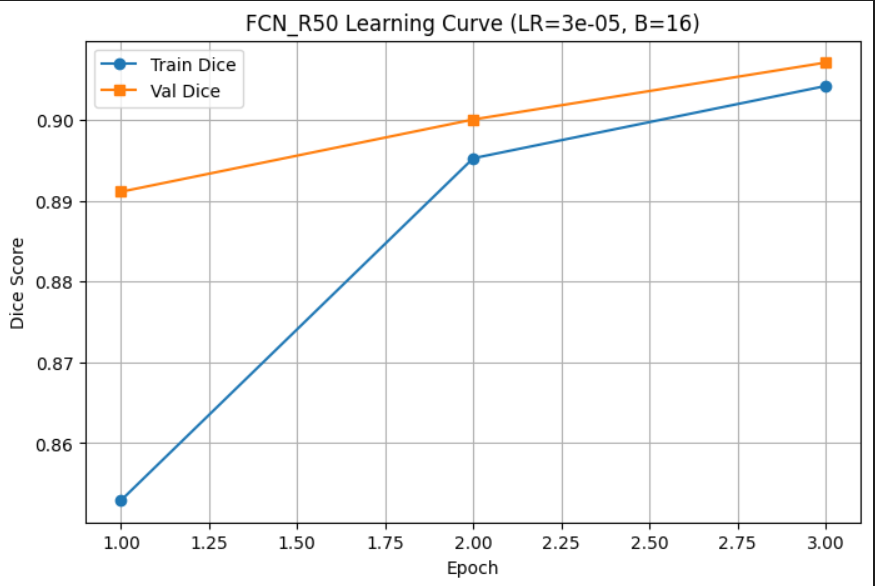 FCN_R50 Learning Curve (LR=3e-05, B=16)
Train Dice
Val Dice
0.90
0.89
0.88
0.87
0.86
Dice Score
1.00 1.25 1.50 1.75 2.00 2.25 2.50 2.75 3.00
Epoch